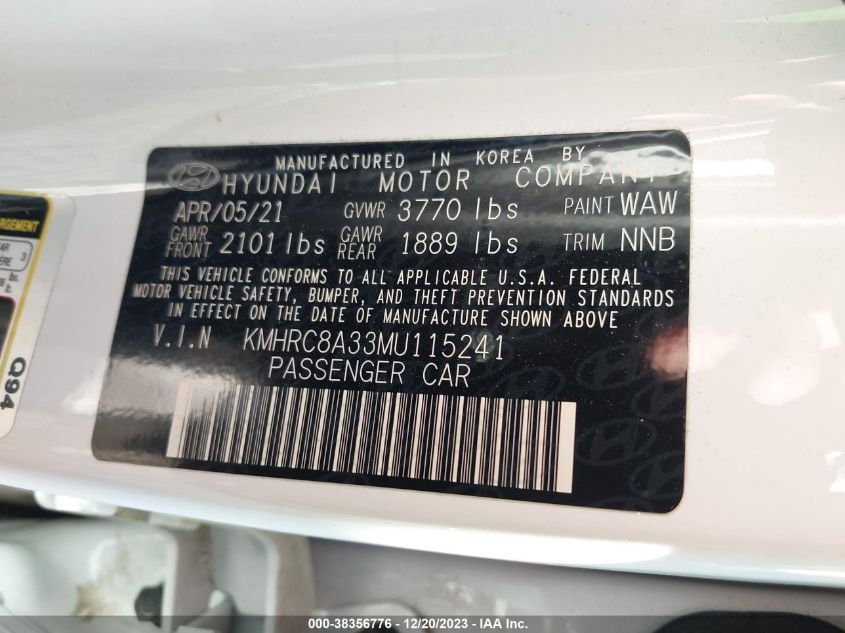 MANUFACTURED IN KOREA BY
HYUNDAI MOTOR COMPANY
APR/05/21 GVWR 3770 lbs PAINT WAW
GAWR FRONT 2101 lbs GAWR REAR 1889 lbs TRIM NNB
THIS VEHICLE CONFORMS TO ALL APPLICABLE U.S.A. FEDERAL
MOTOR VEHICLE SAFETY, BUMPER, AND THEFT PREVENTION STANDARDS
IN EFFECT ON THE DATE OF MANUFACTURE SHOWN ABOVE
V.I.N KMHRC8A33MU115241
PASSENGER CAR
3
Q94
000-38356776 - 12/20/2023 - IAA Inc.